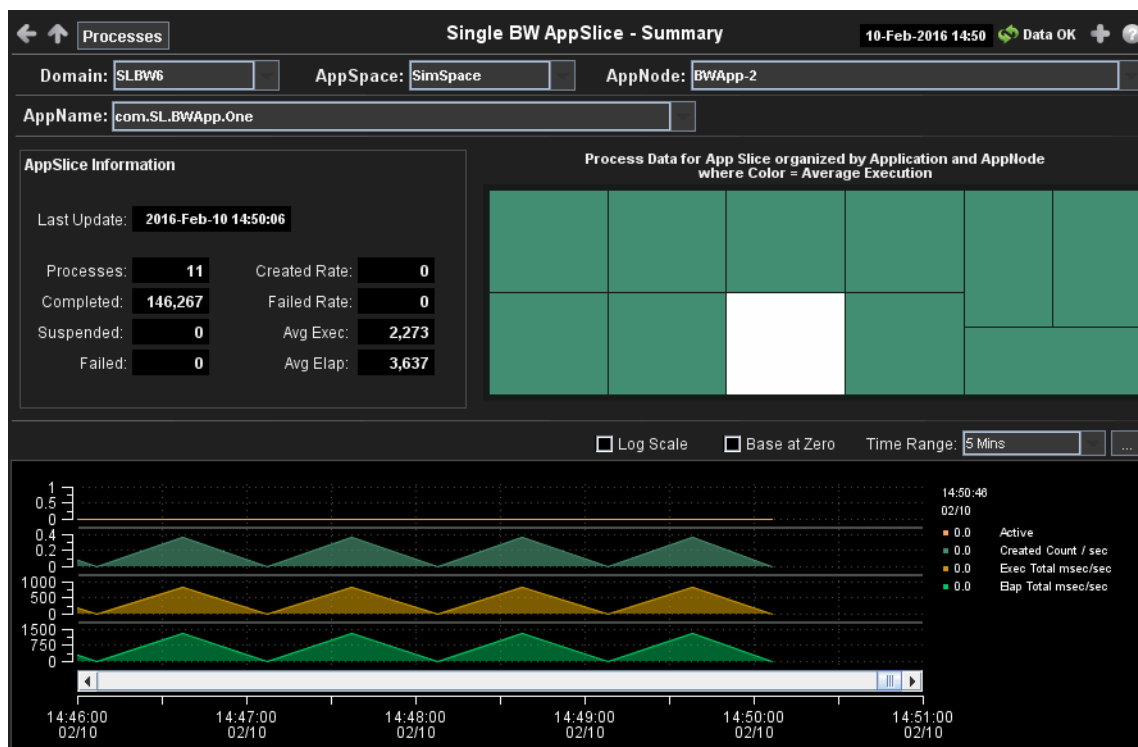 Processes Single BW AppSlice - Summary 10-Feb-2016 14:50 Data OK
Domain: SLBW6 AppSpace: SimSpace AppNode: BWApp-2
AppName: com.SL.BWApp.One
AppSlice Information
Last Update: 2016-Feb-10 14:50:06
Processes: 11 Created Rate: 0
Completed: 146,267 Failed Rate: 0
Suspended: 0 Avg Exec: 2,273
Failed: 0 Avg Elap: 3,637
Process Data for App Slice organized by Application and AppNode
where Color = Average Execution
Log Scale Base at Zero Time Range: 5 Mins ...
1
0.5
0
0.4
0.2
0
1000
500
0
1500
750
0
14:50:46
02/10
0.0 Active
0.0 Created Count / sec
0.0 Exec Total msec/sec
0.0 Elap Total msec/sec
14:46:00 14:47:00 14:48:00 14:49:00 14:50:00 14:51:00
02/10 02/10 02/10 02/10 02/10 02/10